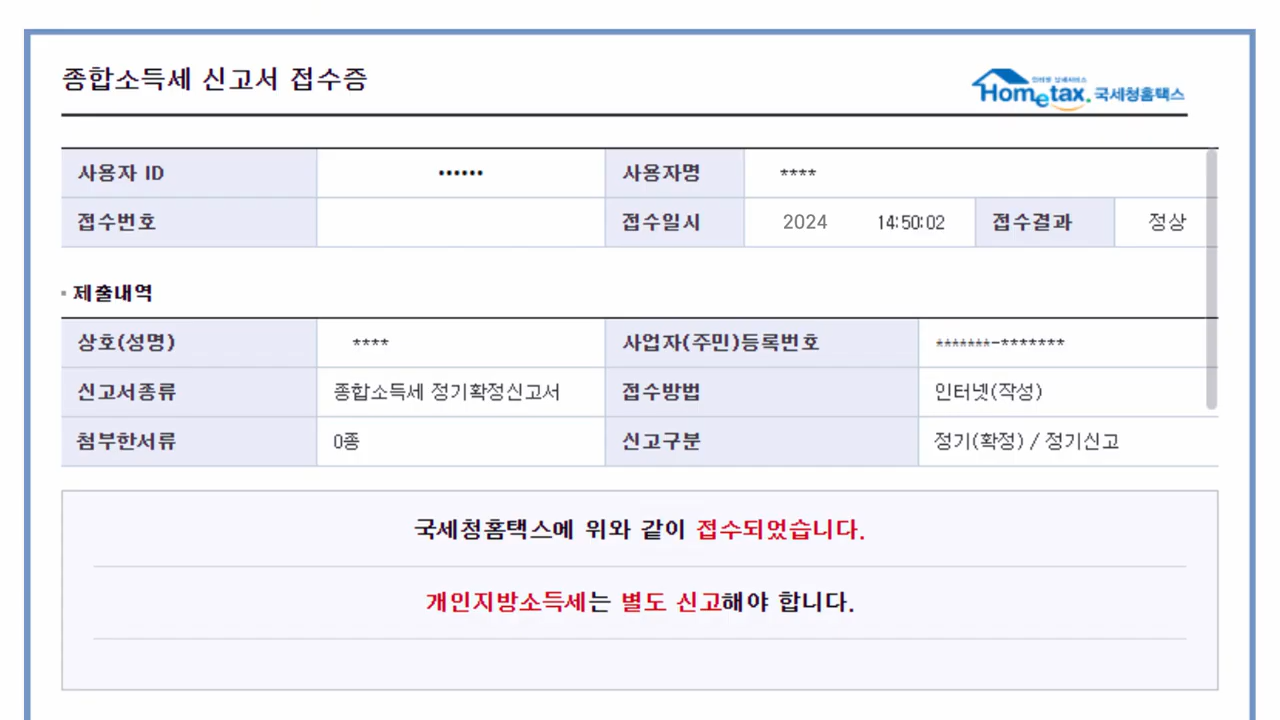 종합소득세 신고서 접수증
Hometax. 국세청홈택스
사용자 ID •••••• 사용자명 ****
접수번호 접수일시 2024 14:50:02 접수결과 정상
제출내역
상호(성명) **** 사업자(주민)등록번호 *******-*******
신고서종류 종합소득세 정기확정신고서 접수방법 인터넷(작성)
첨부한서류 0종 신고구분 정기(확정) / 정기신고
국세청홈택스에 위와 같이 접수되었습니다.
개인지방소득세는 별도 신고해야 합니다.